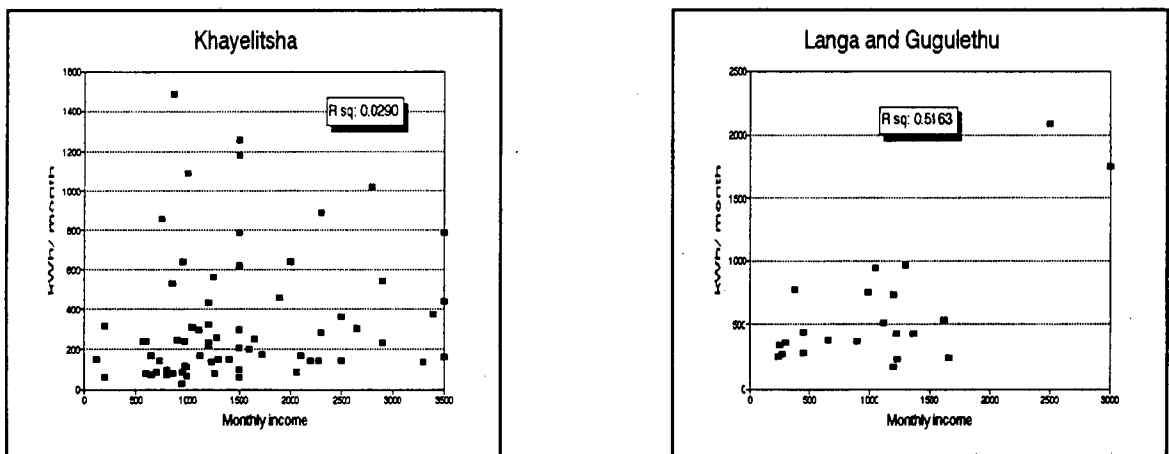 Khayelitsha
1800
1400
1200
1000
800
600
400
200
0
R sq: 0.0290
kWh/ month
0 500 1000 1500 2000 2500 3000 3500
Monthly income
Langa and Gugulethu
2500
2000
1500
1000
500
0
R sq: 0.5163
kWh/ month
0 500 1000 1500 2000 2500 3000
Monthly income